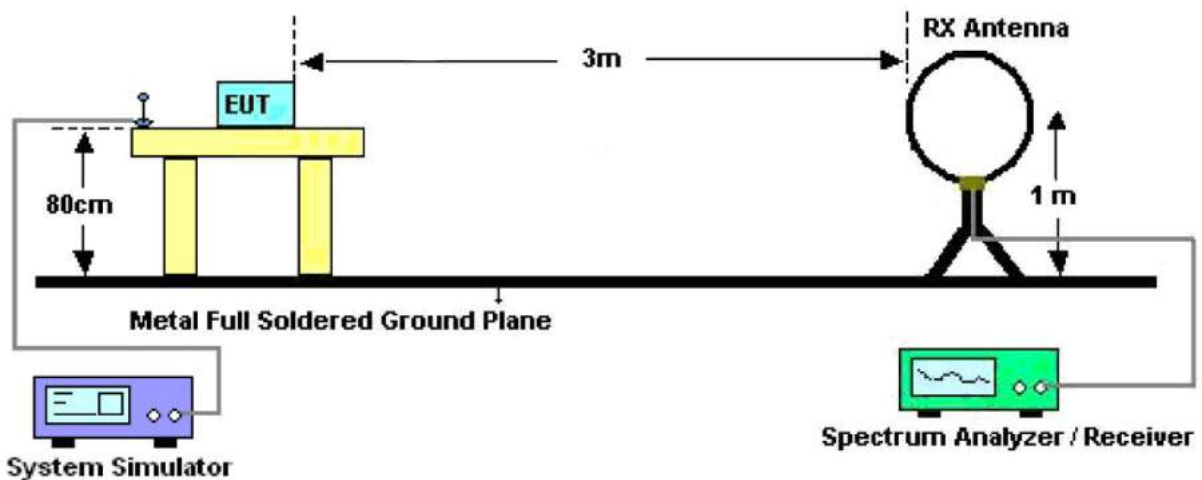 RX Antenna
3m
EUT
80cm
1 m
Metal Full Soldered Ground Plane
System Simulator
Spectrum Analyzer / Receiver